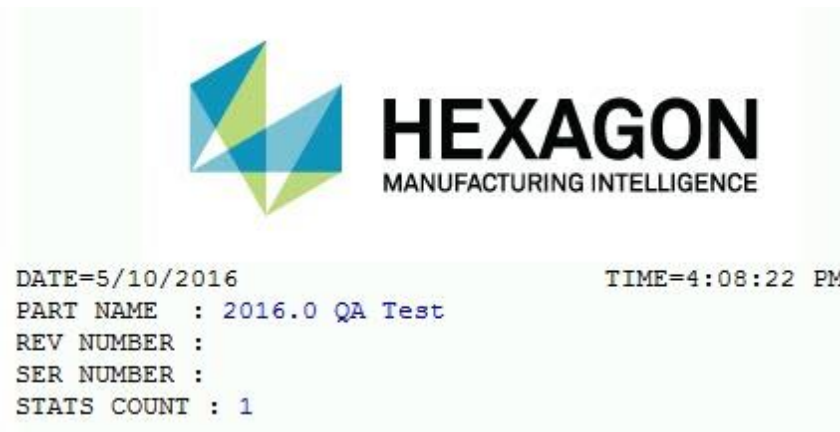 HEXAGON
MANUFACTURING INTELLIGENCE
DATE=5/10/2016 TIME=4:08:22 PM
PART NAME : 2016.0 QA Test
REV NUMBER :
SER NUMBER :
STATS COUNT : 1